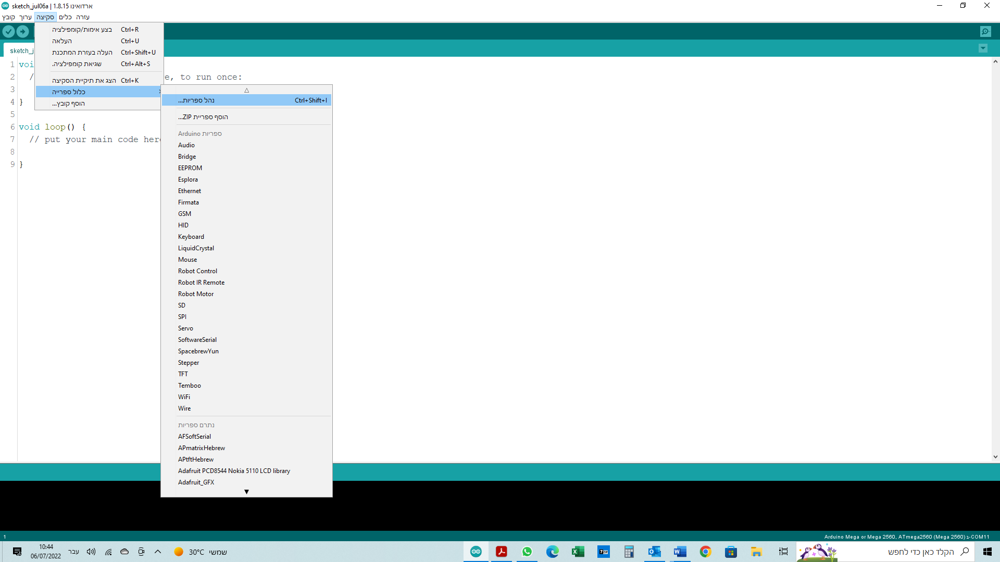 sketch_jul06a | ארדואינו 1.8.15
קובץ ערוך סקיצה כלים עזרה
בצע אימות/קומפילציה Ctrl+R
העלאה Ctrl+U
העלה בעזרת המתכנת Ctrl+Shift+U
שגיאת קומפילציה. Ctrl+Alt+S
הצג את תיקיית הסקיצה Ctrl+K
כלול ספרייה
הוסף קובץ...
נהל ספריות... Ctrl+Shift+I
הוסף ספריית ZIP...
ספריות Arduino
Audio
Bridge
EEPROM
Esplora
Ethernet
Firmata
GSM
HID
Keyboard
LiquidCrystal
Mouse
Robot Control
Robot IR Remote
Robot Motor
SD
SPI
Servo
SoftwareSerial
SpacebrewYun
Stepper
TFT
Temboo
WiFi
Wire
נתרם ספריות
AFSoftSerial
APmatrixHebrew
APtftHebrew
Adafruit PCD8544 Nokia 5110 LCD library
Adafruit_GFX
sketch_j
1 voi
2 / e, to run once:
3
4 }
5
6 void loop() {
7 // put your main code here
8
9 }
1
Arduino Mega or Mega 2560, ATmega2560 (Mega 2560) ב-COM11
10:44
06/07/2022
עבר
30°C שמשי
7ZIP
הקלד כאן כדי לחפש